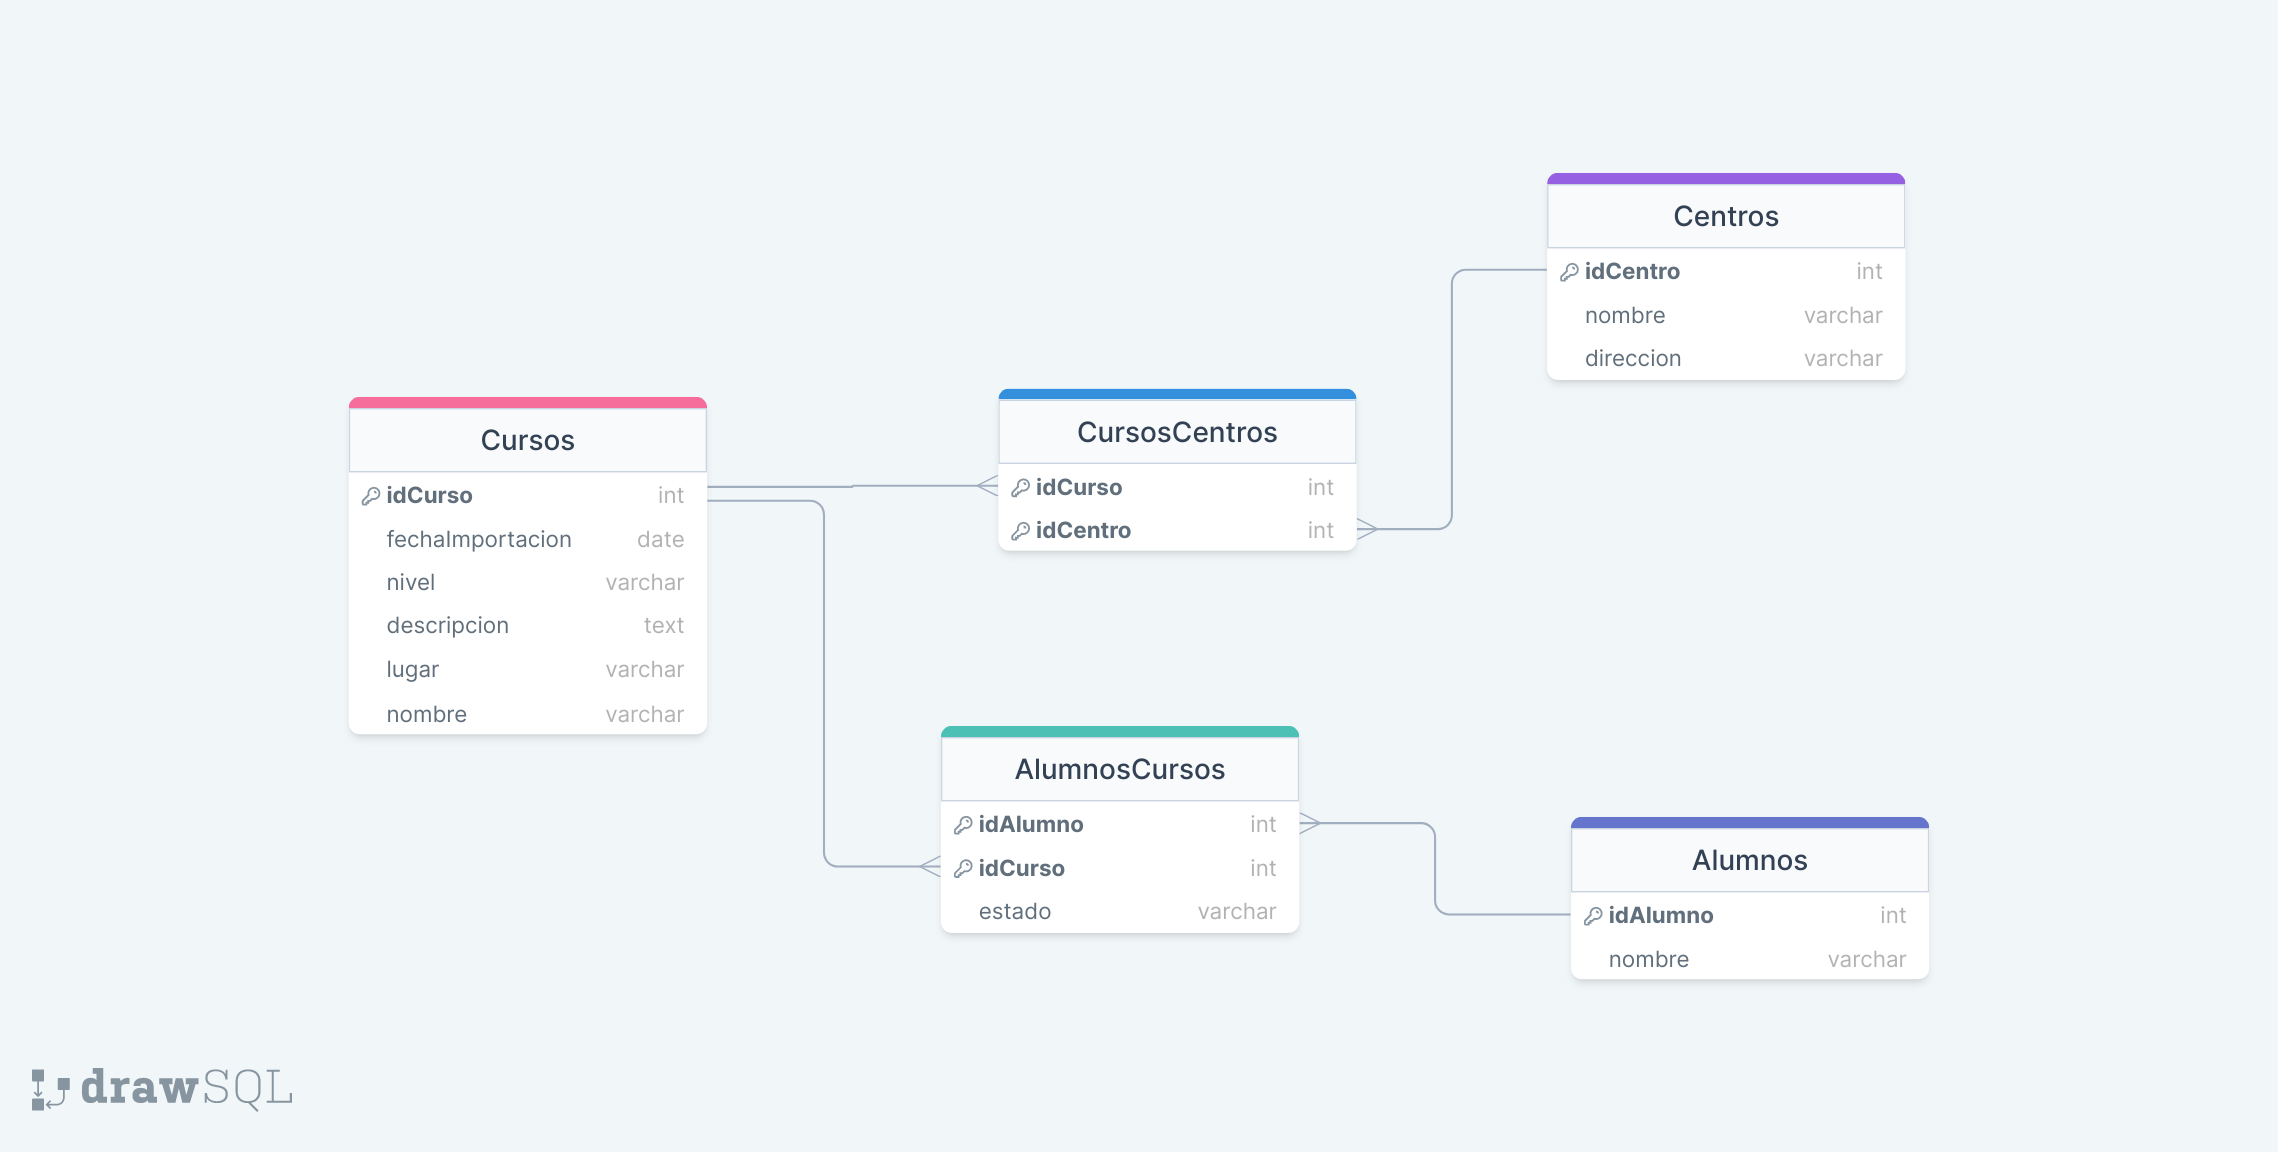 Cursos
idCurso int
fechaImportacion date
nivel varchar
descripcion text
lugar varchar
nombre varchar
CursosCentros
idCurso int
idCentro int
Centros
idCentro int
nombre varchar
direccion varchar
AlumnosCursos
idAlumno int
idCurso int
estado varchar
Alumnos
idAlumno int
nombre varchar
drawSQL